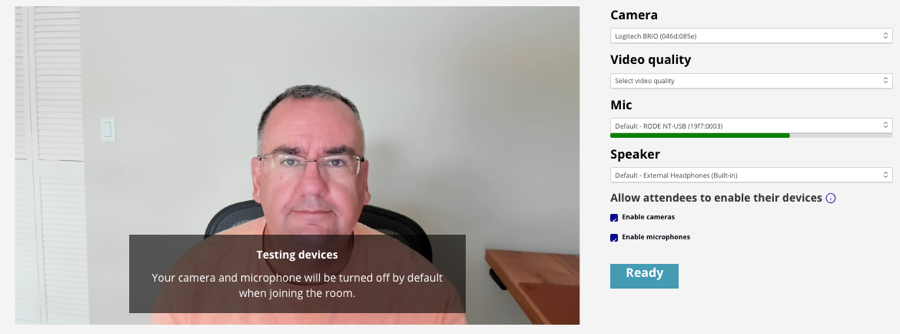 Camera
Logitech BRIO (046d:085e)
Video quality
Select video quality
Mic
Default - RODE NT-USB (19f7:0003)
Speaker
Default - External Headphones (Built-in)
Allow attendees to enable their devices
Enable cameras
Enable microphones
Ready
Testing devices
Your camera and microphone will be turned off by default
when joining the room.